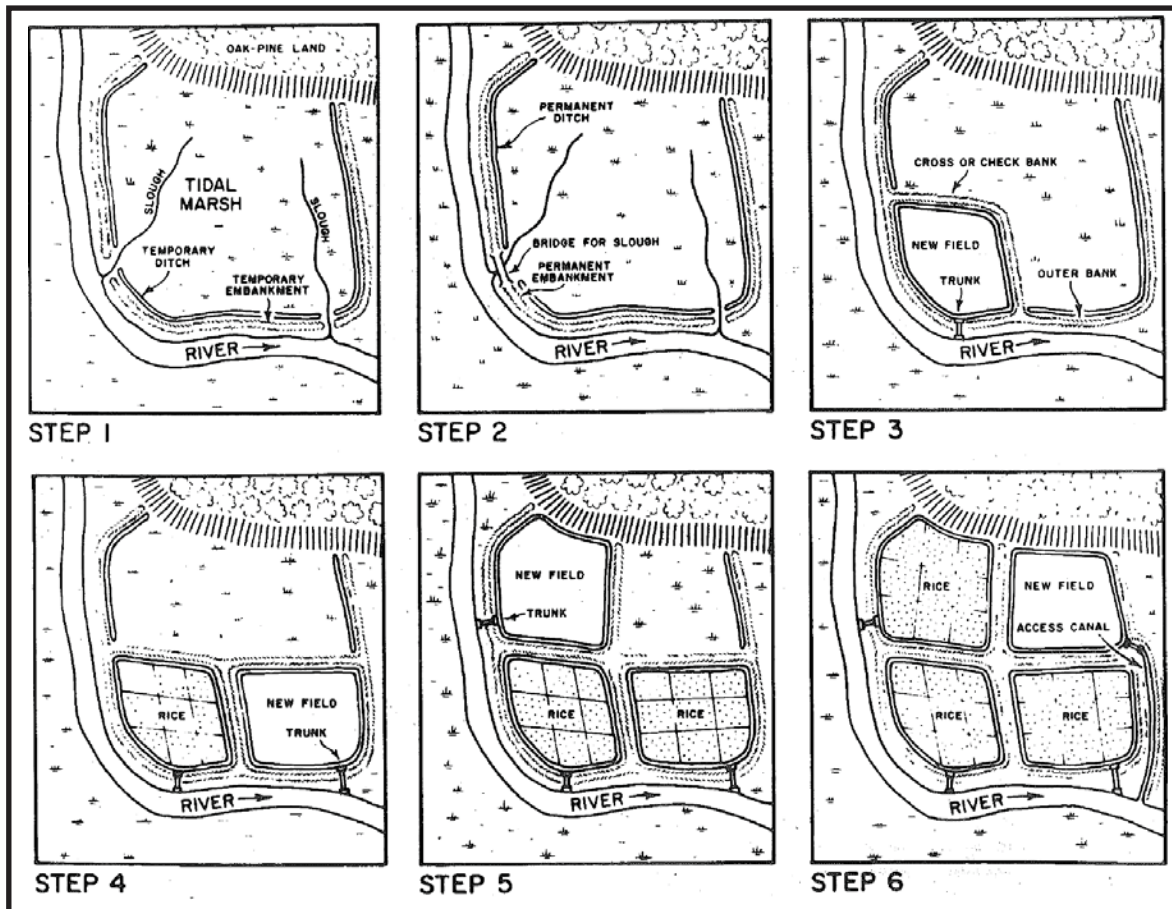 OAK-PINE LAND
SLOUGH
TIDAL
MARSH
SLOUGH
TEMPORARY
DITCH
TEMPORARY
EMBANKMENT
RIVER
STEP 1
PERMANENT
DITCH
BRIDGE FOR SLOUGH
PERMANENT
EMBANKMENT
RIVER
STEP 2
CROSS OR CHECK BANK
NEW FIELD
TRUNK
OUTER BANK
RIVER
STEP 3
RICE
NEW FIELD
TRUNK
RIVER
STEP 4
NEW FIELD
TRUNK
RICE
RICE
RIVER
STEP 5
RICE
NEW FIELD
ACCESS CANAL
RICE
RICE
RIVER
STEP 6